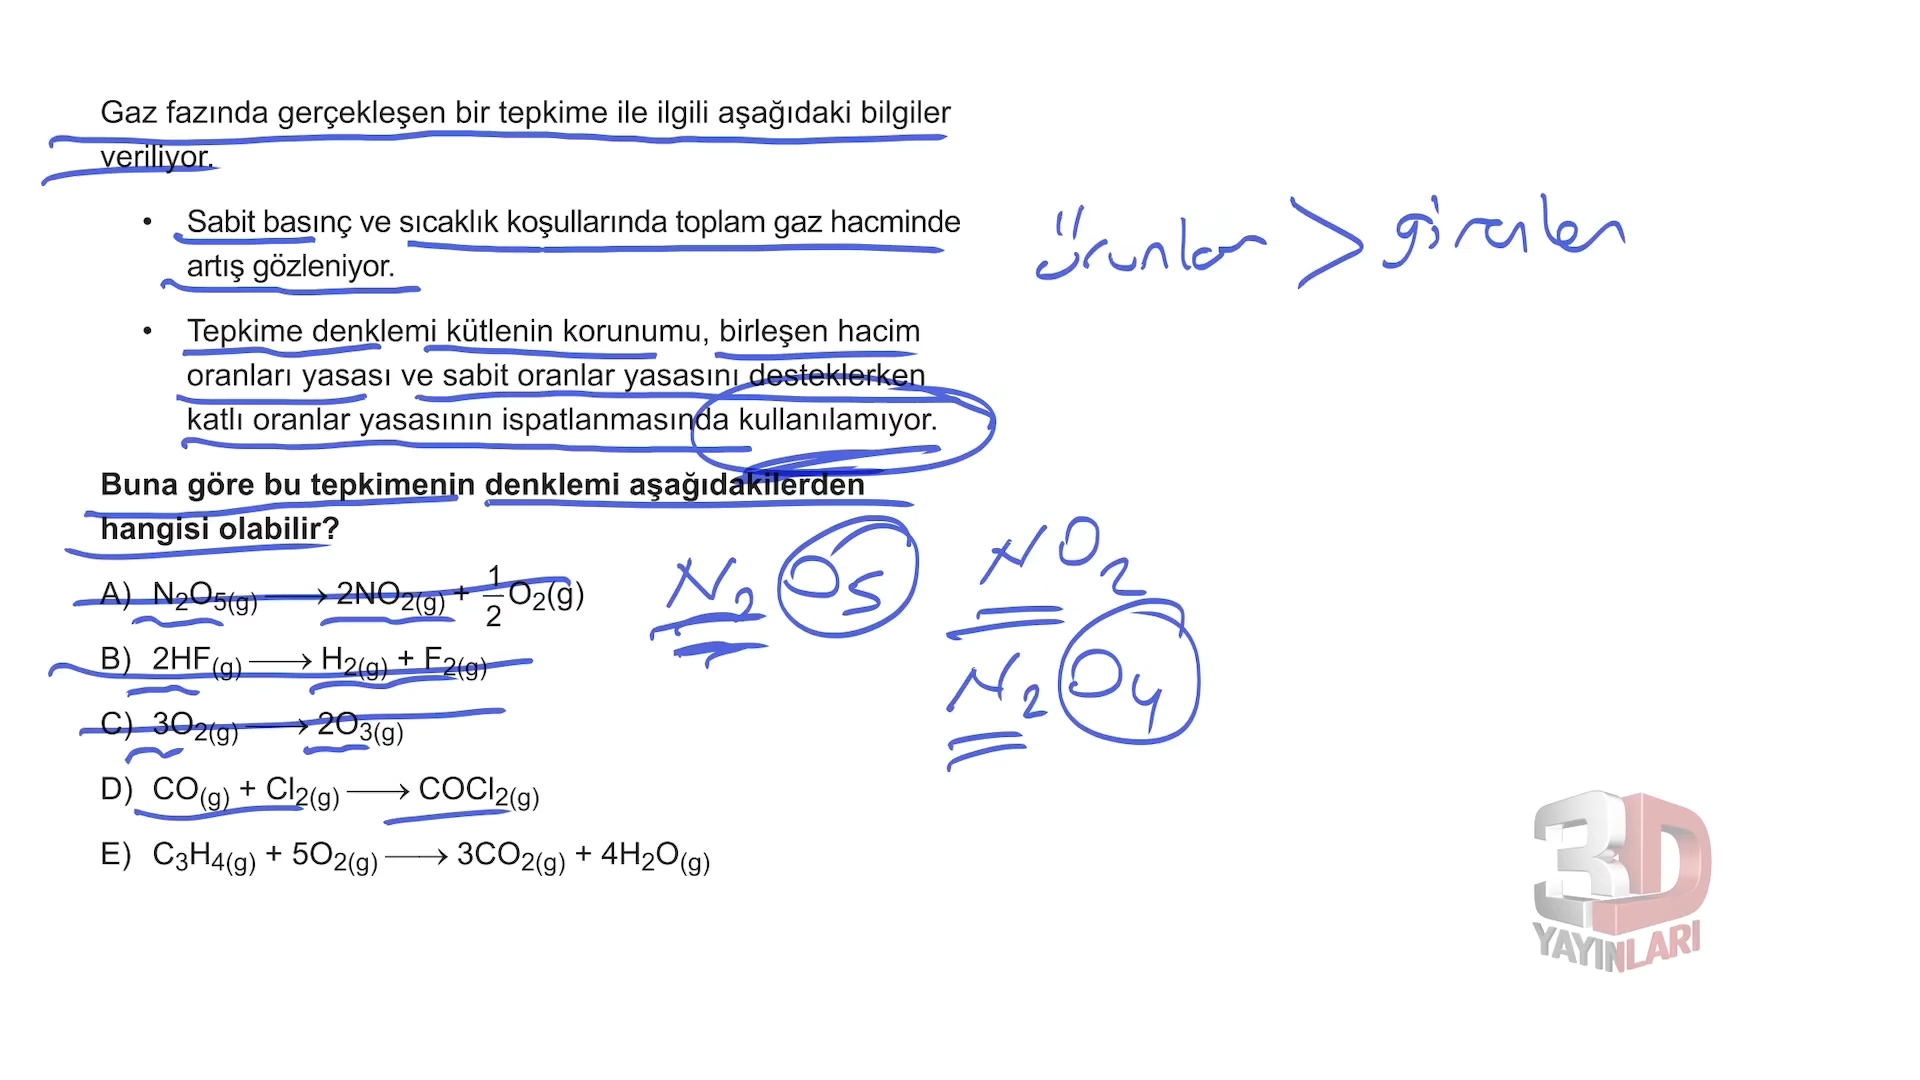 Gaz fazında gerçekleşen bir tepkime ile ilgili aşağıdaki bilgiler
veriliyor.
• Sabit basınç ve sıcaklık koşullarında toplam gaz hacminde
artış gözleniyor.
ürünler > girenler
• Tepkime denklemi kütlenin korunumu, birleşen hacim
oranları yasası ve sabit oranlar yasasını desteklerken
katlı oranlar yasasının ispatlanmasında kullanılamıyor.
Buna göre bu tepkimenin denklemi aşağıdakilerden
hangisi olabilir?
A) N₂O₅(g) ⟶ 2NO₂(g) + 1/2 O₂(g)
B) 2HF(g) ⟶ H₂(g) + F₂(g)
C) 3O₂(g) ⟶ 2O₃(g)
D) CO(g) + Cl₂(g) ⟶ COCl₂(g)
E) C₃H₄(g) + 5O₂(g) ⟶ 3CO₂(g) + 4H₂O(g)
N₂O₅
NO₂
N₂O₄
3D
YAYINLARI